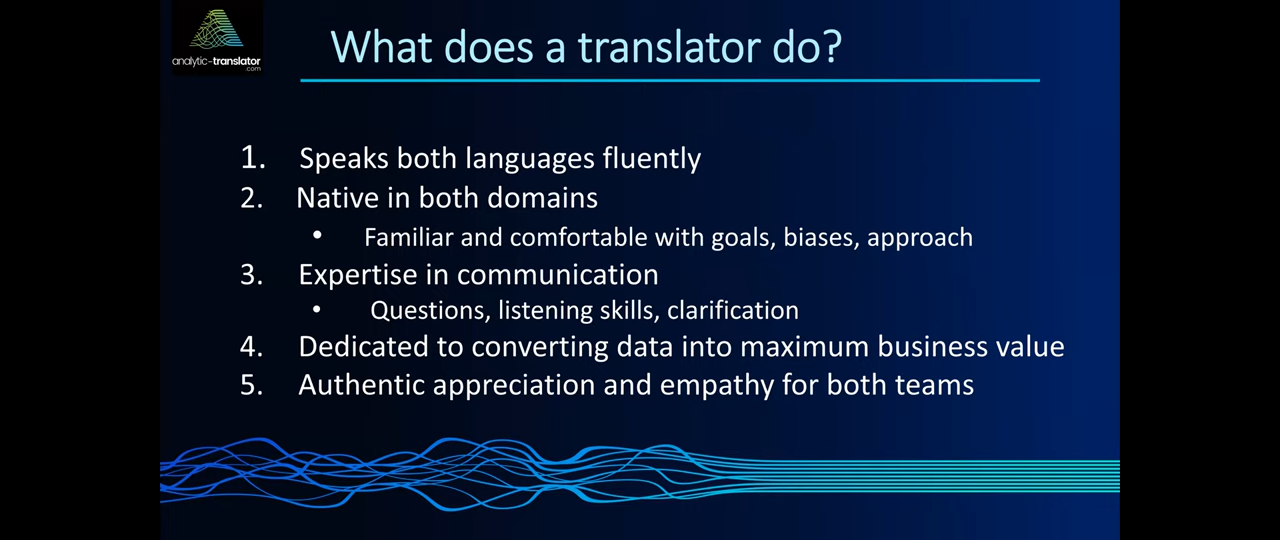 analytic-translator
.com
What does a translator do?
1. Speaks both languages fluently
2. Native in both domains
• Familiar and comfortable with goals, biases, approach
3. Expertise in communication
• Questions, listening skills, clarification
4. Dedicated to converting data into maximum business value
5. Authentic appreciation and empathy for both teams